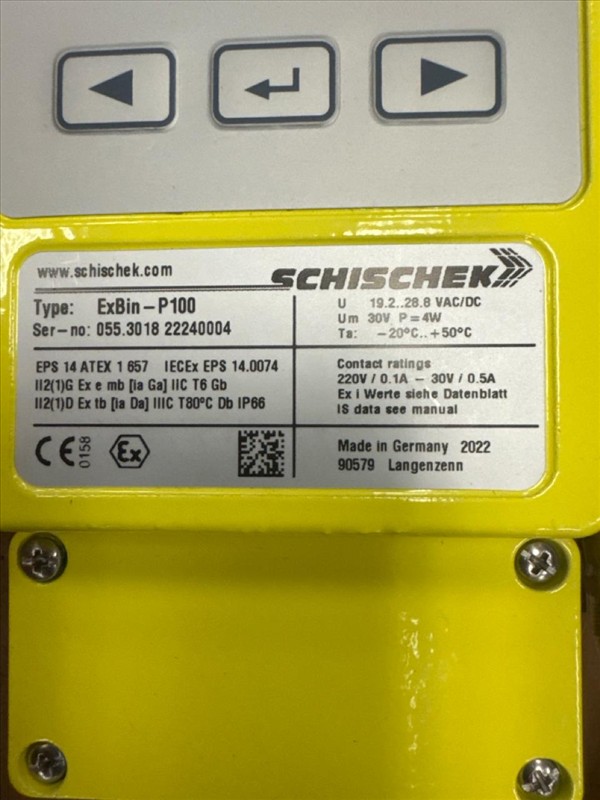 www.schischek.com
SCHISCHEK
Type: ExBin-P100
Ser-no: 055.3018 22240004
U 19.2..28.8 VAC/DC
Um 30V P=4W
Ta: -20°C..+50°C
EPS 14 ATEX 1 657 IECEx EPS 14.0074
II2(1)G Ex e mb [ia Ga] IIC T6 Gb
II2(1)D Ex tb [ia Da] IIIC T80°C Db IP66
Contact ratings
220V / 0.1A - 30V / 0.5A
Ex i Werte siehe Datenblatt
IS data see manual
CE 0158 Ex
Made in Germany 2022
90579 Langenzenn